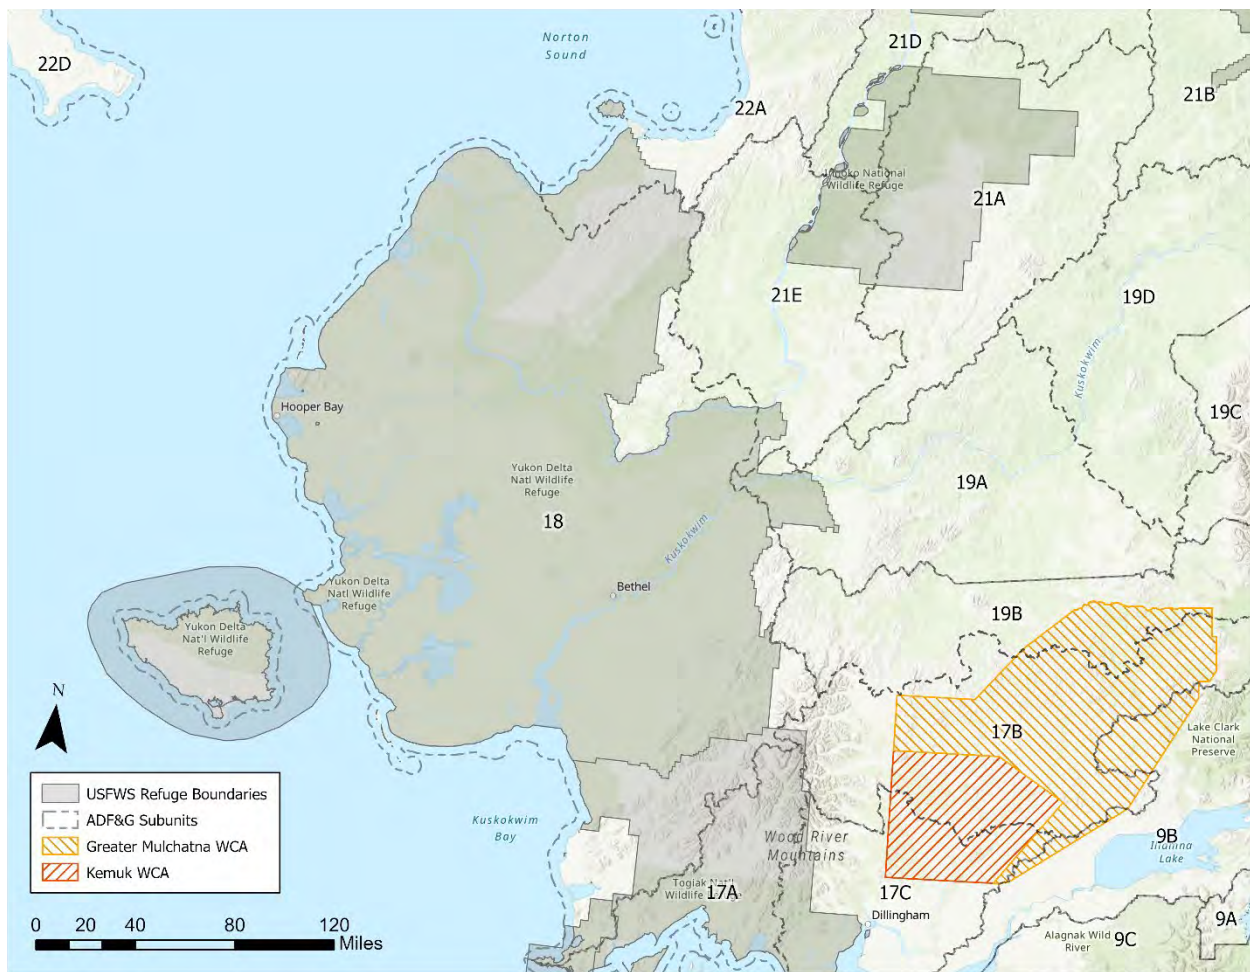 Norton
Sound
21D
22D
22A
21B
Innoko National
Wildlife Refuge
21A
21E
19D
Kuskokwim
Hooper Bay
19C
Yukon Delta
Natl Wildlife
Refuge
19A
18
Kuskokwim
Yukon Delta
Natl Wildlife
Refuge
Bethel
19B
Yukon Delta
Nat'l Wildlife
Refuge
N
17B
Lake Clark
National
Preserve
USFWS Refuge Boundaries
ADF&G Subunits
Greater Mulchatna WCA
Kemuk WCA
Kuskokwim
Bay
Wood River
Mountains
9B
Iliamna
Lake
Togiak Nat'l
Wildlife
17A
17C
Dillingham
Alagnak Wild
River
9C
9A
0 20 40 80 120
Miles